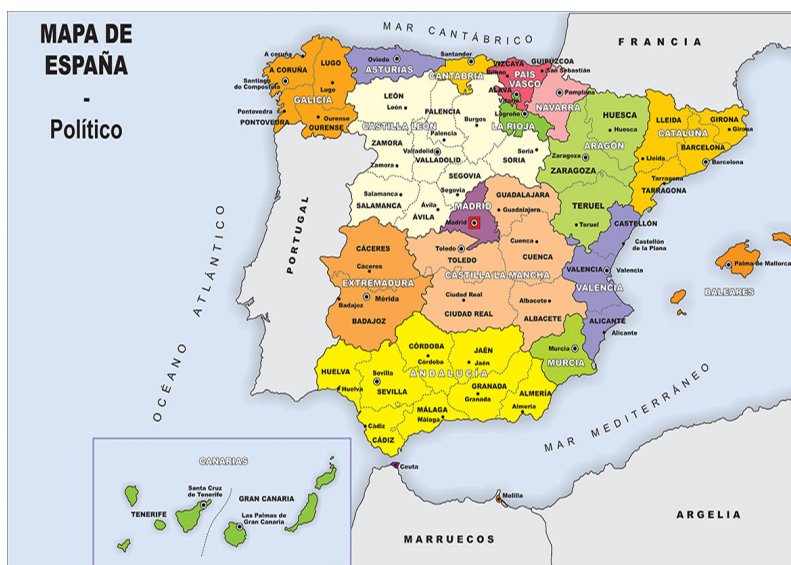 MAPA DE
ESPAÑA
-
Político
MAR CANTÁBRICO
FRANCIA
A coruña
Santiago
de Compostela
A CORUÑA
LUGO
Lugo
GALICIA
Pontevedra
PONTOVEDRA
Ourense
OURENSE
Oviedo
ASTURIAS
Santander
CANTABRIA
VIZCAYA
Bilbao
GUIPUZCOA
San Sebastián
PAIS
VASCO
ALAVA
Vitoria
Pamplona
NAVARRA
Logroño
LA RIOJA
LEÓN
León
PALENCIA
Palencia
Burgos
CASTILLA LEÓN
ZAMORA
Zamora
Valladolid
VALLADOLID
Soria
SORIA
SEGOVIA
Segovia
Salamanca
SALAMANCA
Ávila
ÁVILA
HUESCA
Huesca
ARAGÓN
Zaragoza
ZARAGOZA
TERUEL
Teruel
LLEIDA
Lleida
GIRONA
Girona
CATALUÑA
BARCELONA
Barcelona
Tarragona
TARRAGONA
MADRID
Madrid
GUADALAJARA
Guadalajara
Cuenca
CUENCA
Toledo
TOLEDO
CASTILLA LA MANCHA
Ciudad Real
CIUDAD REAL
Albacete
ALBACETE
CASTELLÓN
Castellón
de la Plana
VALENCIA
Valencia
VALENCIA
ALICANTE
Alicante
Palma de Mallorca
BALEARES
CÁCERES
Cáceres
EXTREMADURA
Badajoz
Mérida
BADAJOZ
PORTUGAL
OCÉANO ATLÁNTICO
Murcia
MURCIA
CÓRDOBA
Córdoba
JAÉN
Jaén
ANDALUCÍA
HUELVA
Huelva
Sevilla
SEVILLA
GRANADA
Granada
ALMERÍA
Almeria
MÁLAGA
Málaga
Cádiz
CÁDIZ
MAR MEDITERRÁNEO
Ceuta
Melilla
MARRUECOS
ARGELIA
CANARIAS
Santa Cruz
de Tenerife
TENERIFE
GRAN CANARIA
Las Palmas de
Gran Canaria